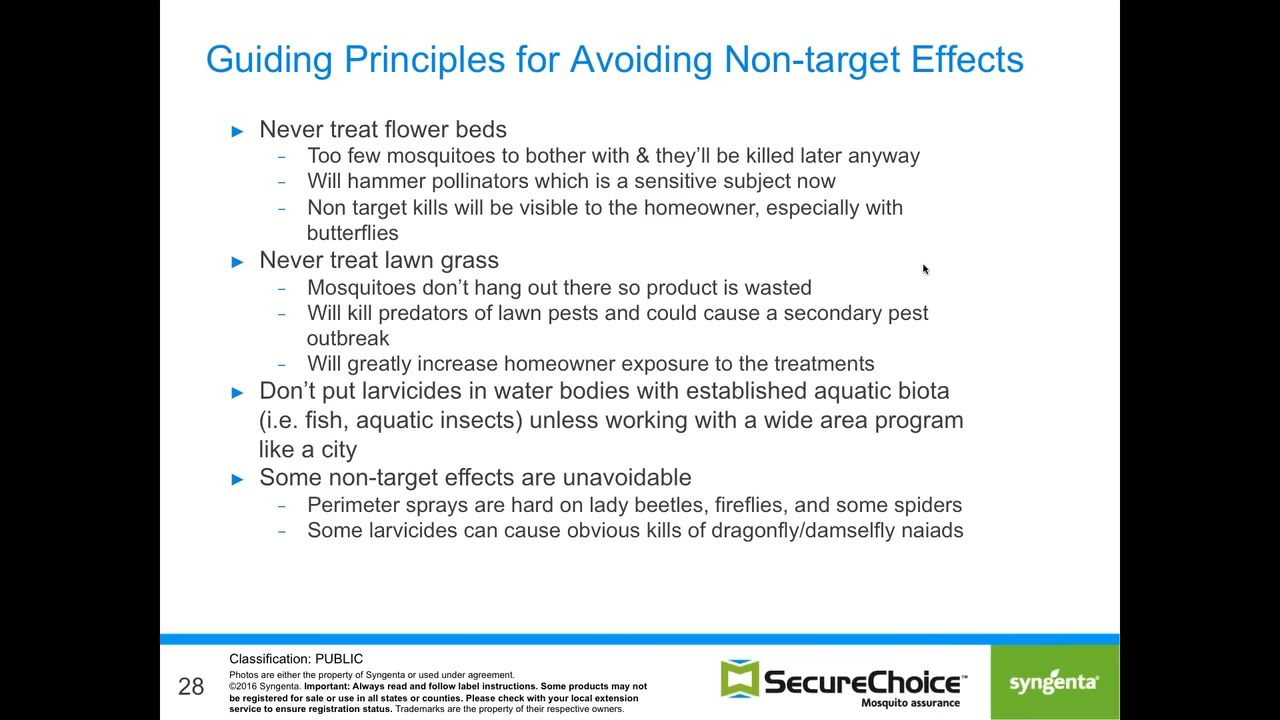 Guiding Principles for Avoiding Non-target Effects
► Never treat flower beds
– Too few mosquitoes to bother with & they’ll be killed later anyway
– Will hammer pollinators which is a sensitive subject now
– Non target kills will be visible to the homeowner, especially with
butterflies
► Never treat lawn grass
– Mosquitoes don’t hang out there so product is wasted
– Will kill predators of lawn pests and could cause a secondary pest
outbreak
– Will greatly increase homeowner exposure to the treatments
► Don’t put larvicides in water bodies with established aquatic biota
(i.e. fish, aquatic insects) unless working with a wide area program
like a city
► Some non-target effects are unavoidable
– Perimeter sprays are hard on lady beetles, fireflies, and some spiders
– Some larvicides can cause obvious kills of dragonfly/damselfly naiads
28
Classification: PUBLIC
Photos are either the property of Syngenta or used under agreement.
©2016 Syngenta. Important: Always read and follow label instructions. Some products may not
be registered for sale or use in all states or counties. Please check with your local extension
service to ensure registration status. Trademarks are the property of their respective owners.
SecureChoice™
Mosquito assurance
syngenta